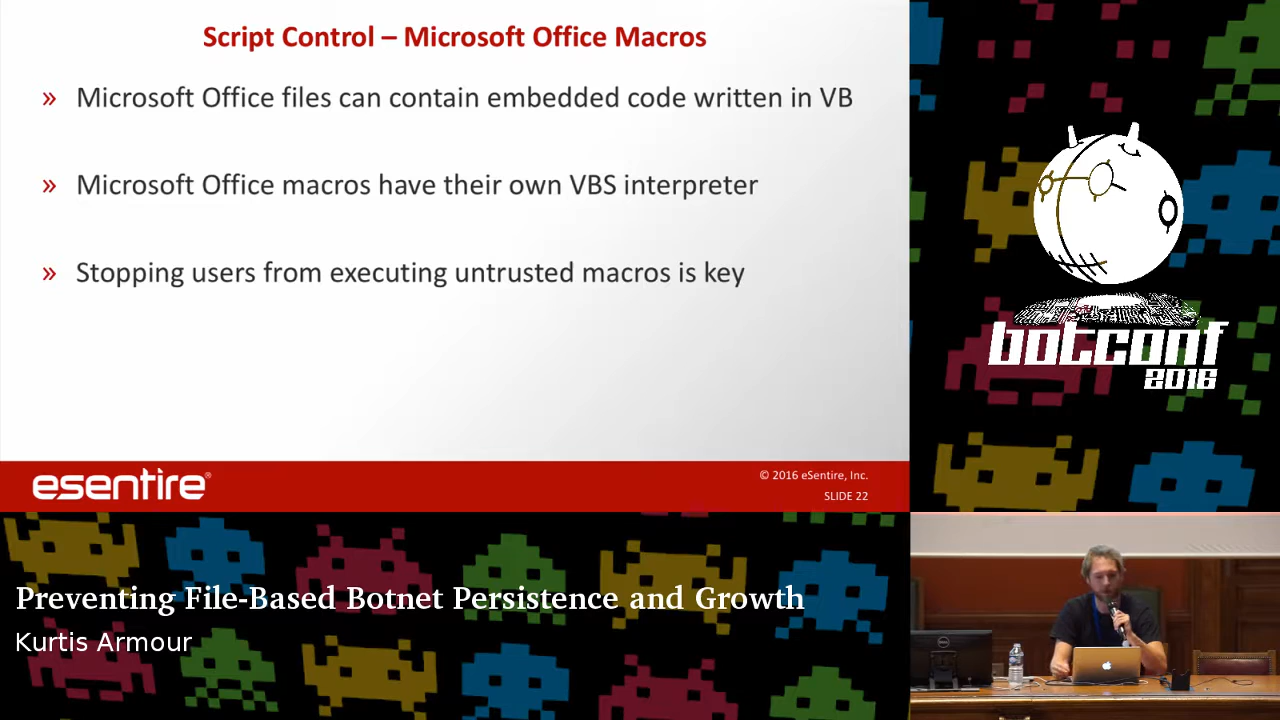 Script Control – Microsoft Office Macros
» Microsoft Office files can contain embedded code written in VB
» Microsoft Office macros have their own VBS interpreter
» Stopping users from executing untrusted macros is key
esentire®
© 2016 eSentire, Inc.
SLIDE 22
botconf
2016
Preventing File-Based Botnet Persistence and Growth
Kurtis Armour
DELL